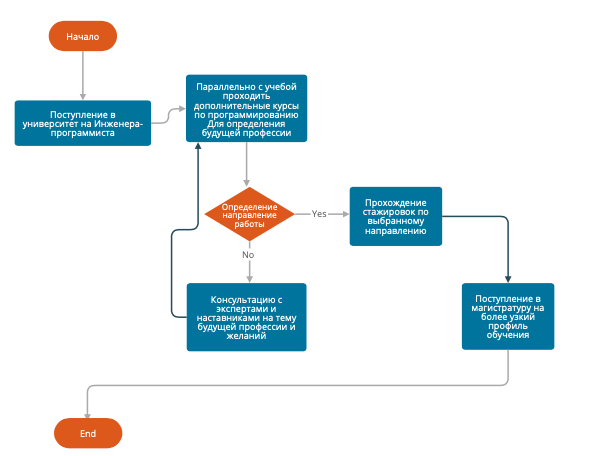 Начало
Поступление в
университет на Инженера-
программиста
Параллельно с учебой
проходить
дополнительные курсы
по программированию
Для определения
будущей профессии
Определение
направление
работы
Yes
Прохождение
стажировок по
выбранному
направлению
No
Консультацию с
экспертами и
наставниками на тему
будущей профессии и
желаний
Поступление в
магистратуру на
более узкий
профиль
обучения
End